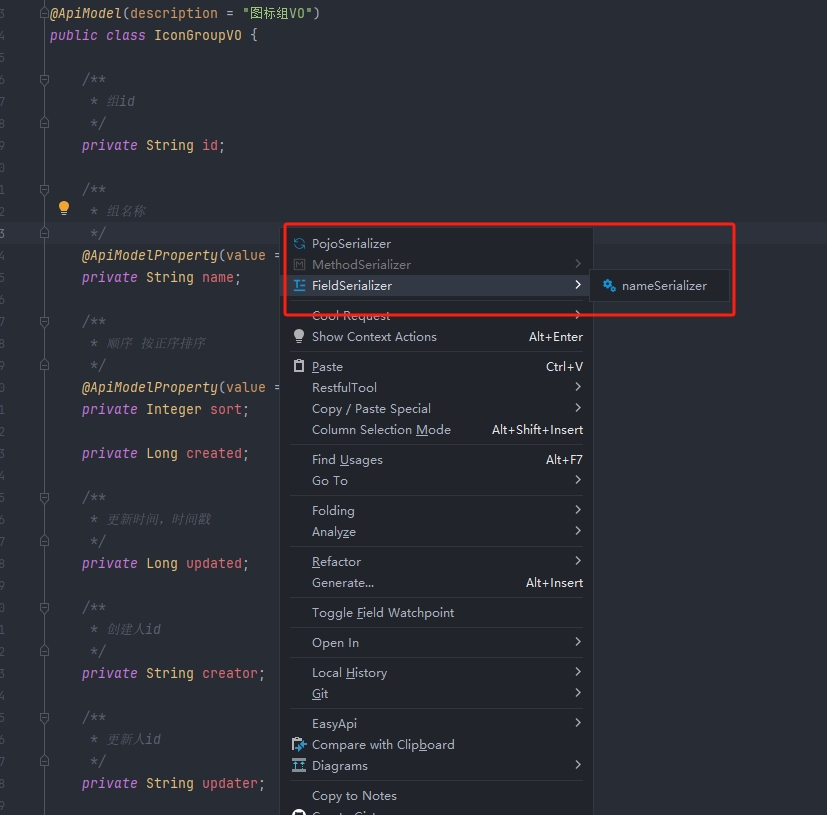 @ApiModel(description = "图标组VO")
public class IconGroupVO {
/**
* 组id
*/
private String id;
/**
* 组名称
*/
@ApiModelProperty(value =
private String name;
/**
* 顺序 按正序排序
*/
@ApiModelProperty(value =
private Integer sort;
private Long created;
/**
* 更新时间，时间戳
*/
private Long updated;
/**
* 创建人id
*/
private String creator;
/**
* 更新人id
*/
private String updater;
PojoSerializer
MethodSerializer
FieldSerializer
nameSerializer
Cool Request
Show Context Actions Alt+Enter
Paste Ctrl+V
RestfulTool
Copy / Paste Special
Column Selection Mode Alt+Shift+Insert
Find Usages Alt+F7
Go To
Folding
Analyze
Refactor
Generate... Alt+Insert
Toggle Field Watchpoint
Open In
Local History
Git
EasyApi
Compare with Clipboard
Diagrams
Copy to Notes